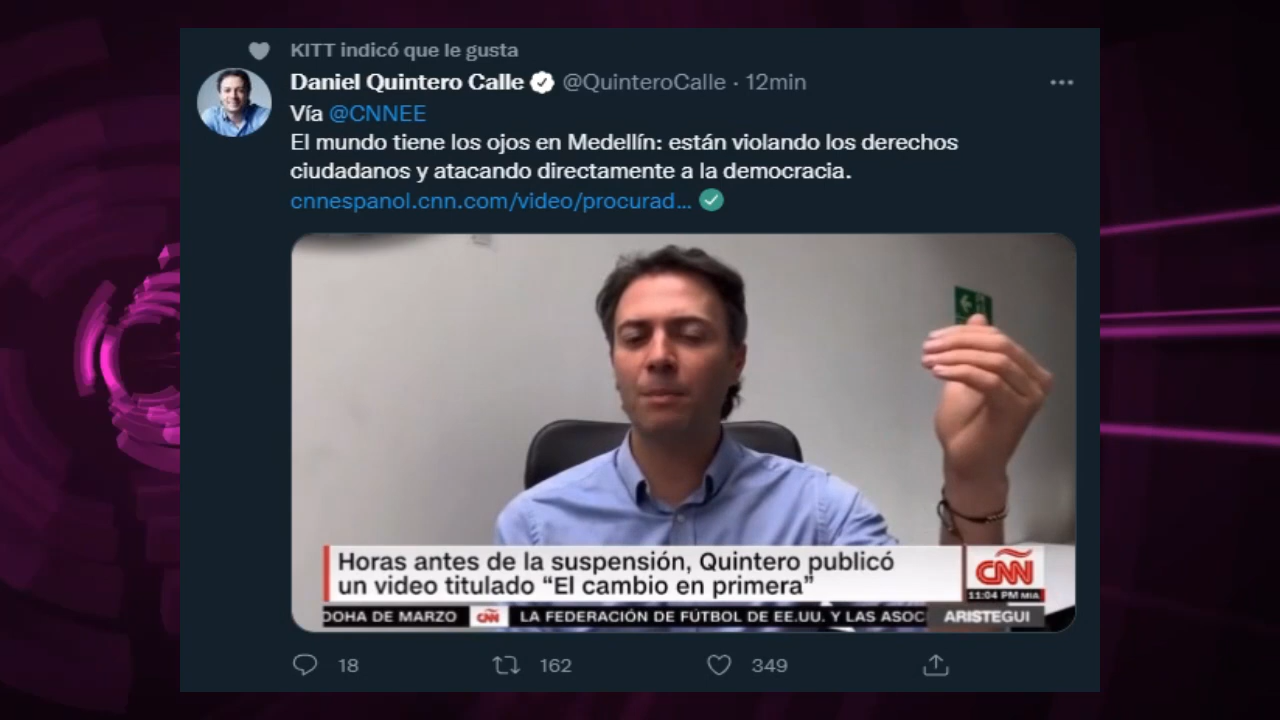 KITT indicó que le gusta
Daniel Quintero Calle @QuinteroCalle · 12min
Vía @CNNEE
El mundo tiene los ojos en Medellín: están violando los derechos
ciudadanos y atacando directamente a la democracia.
cnnespanol.cnn.com/video/procurad...
Horas antes de la suspensión, Quintero publicó
un video titulado “El cambio en primera”
CNN
11:04 PM MIA
DOHA DE MARZO CNN LA FEDERACIÓN DE FÚTBOL DE EE.UU. Y LAS ASOC ARISTEGUI
18 162 349